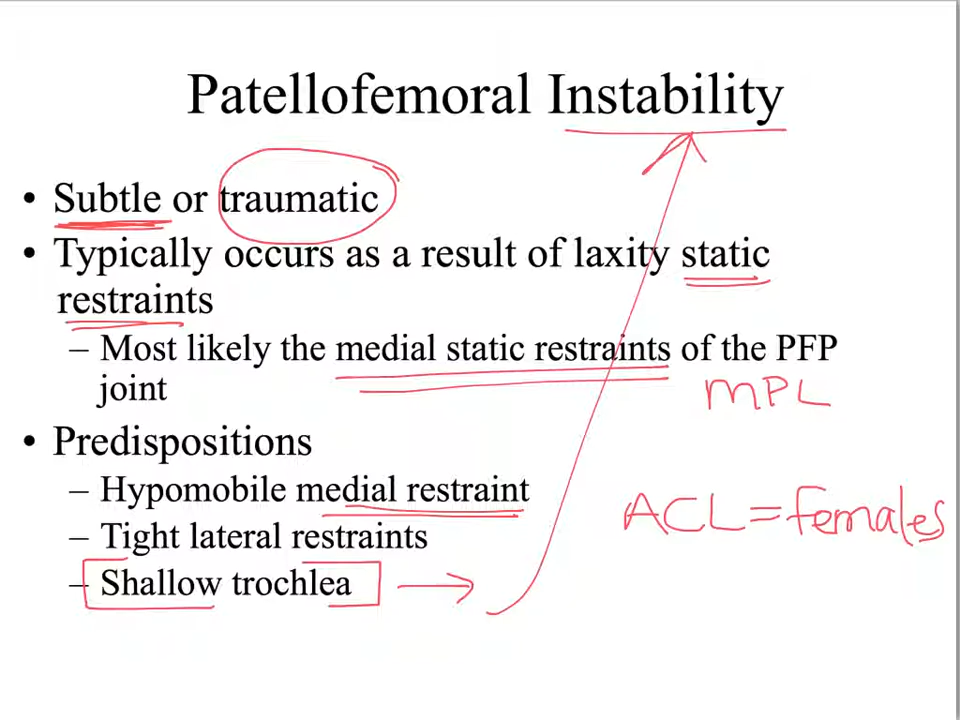 Patellofemoral Instability
• Subtle or traumatic
• Typically occurs as a result of laxity static
restraints
– Most likely the medial static restraints of the PFP
joint
MPL
• Predispositions
– Hypomobile medial restraint
ACL = females
– Tight lateral restraints
– Shallow trochlea